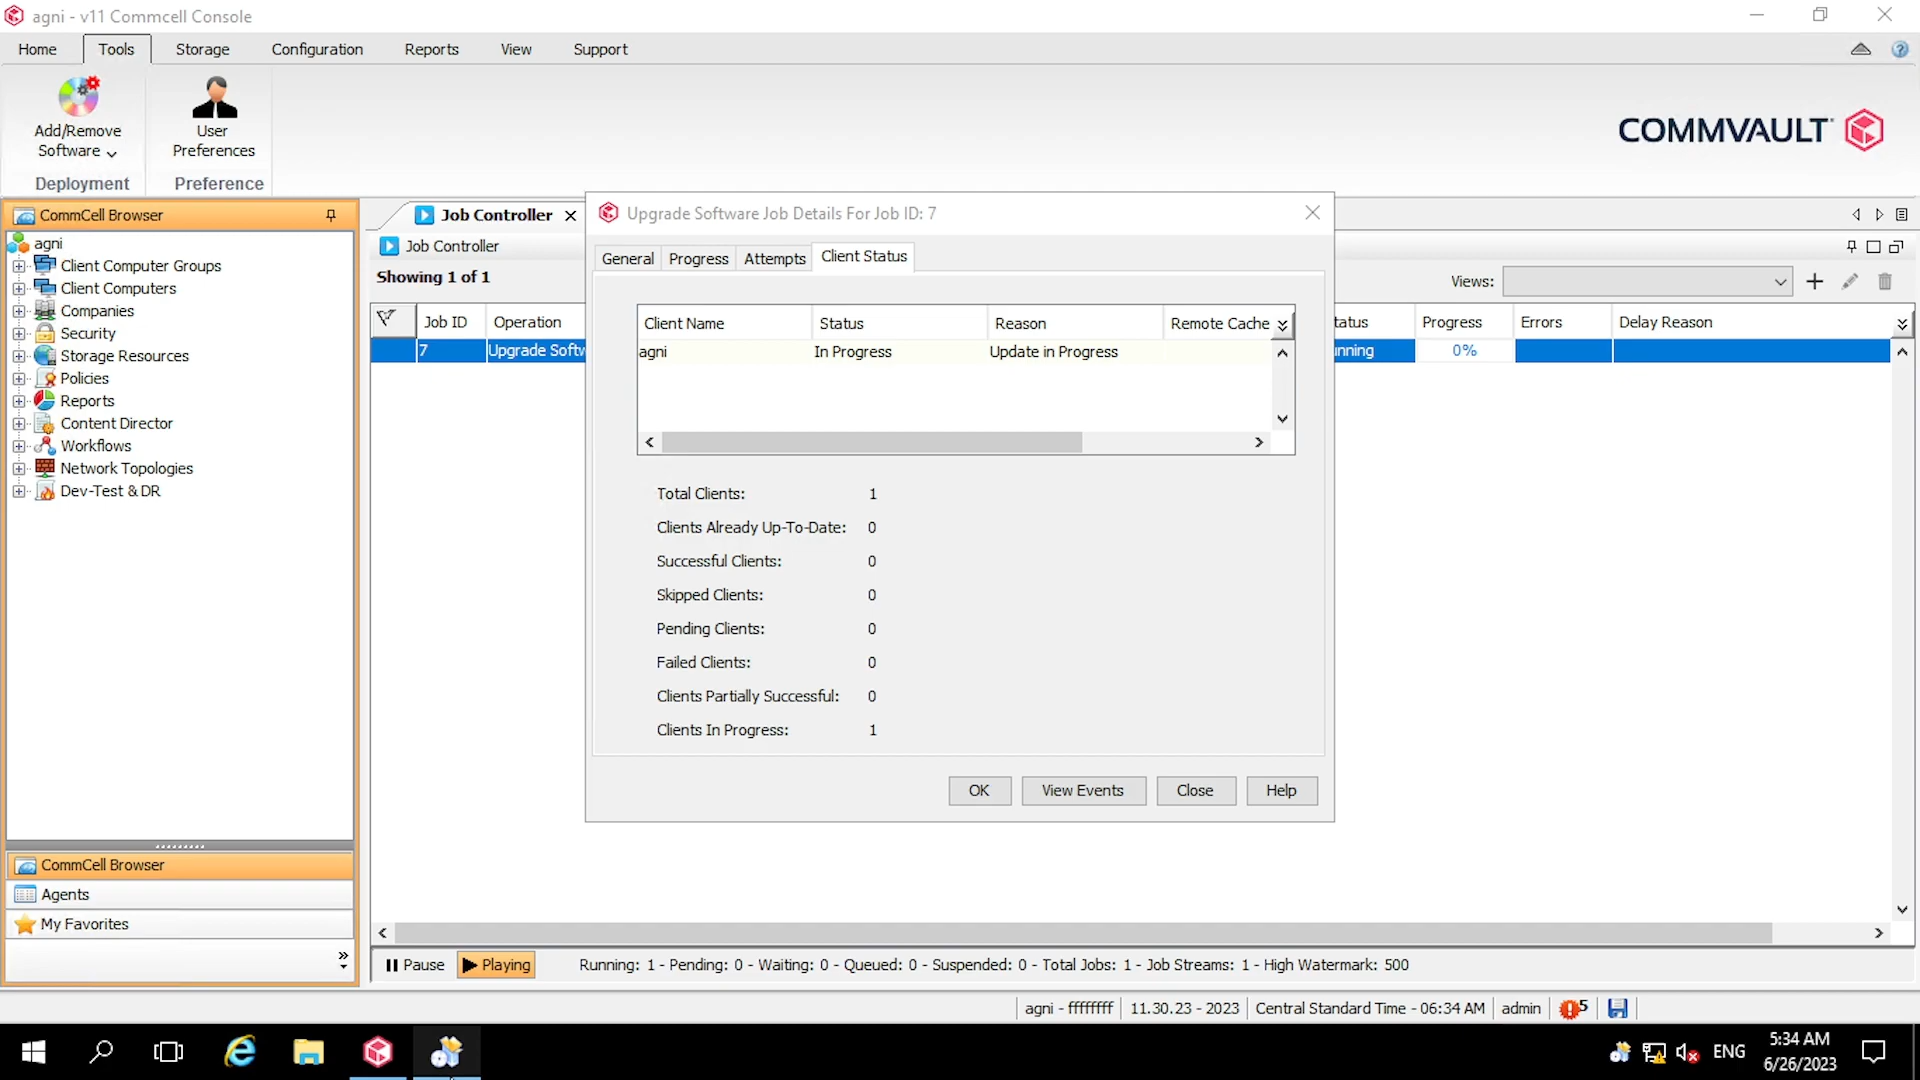 agni - v11 Commcell Console
Home Tools Storage Configuration Reports View Support
Add/Remove
Software
Deployment
User
Preferences
Preference
COMMVAULT
CommCell Browser
agni
Client Computer Groups
Client Computers
Companies
Security
Storage Resources
Policies
Reports
Content Director
Workflows
Network Topologies
Dev-Test & DR
CommCell Browser
Agents
My Favorites
Job Controller
Job Controller
Showing 1 of 1
Views:
Job ID Operation tatus Progress Errors Delay Reason
7 Upgrade Softw unning 0%
Upgrade Software Job Details For Job ID: 7
General Progress Attempts Client Status
Client Name Status Reason Remote Cache
agni In Progress Update in Progress
Total Clients: 1
Clients Already Up-To-Date: 0
Successful Clients: 0
Skipped Clients: 0
Pending Clients: 0
Failed Clients: 0
Clients Partially Successful: 0
Clients In Progress: 1
OK View Events Close Help
Pause Playing Running: 1 - Pending: 0 - Waiting: 0 - Queued: 0 - Suspended: 0 - Total Jobs: 1 - Job Streams: 1 - High Watermark: 500
agni - ffffffff 11.30.23 - 2023 Central Standard Time - 06:34 AM admin 5
ENG 5:34 AM
6/26/2023